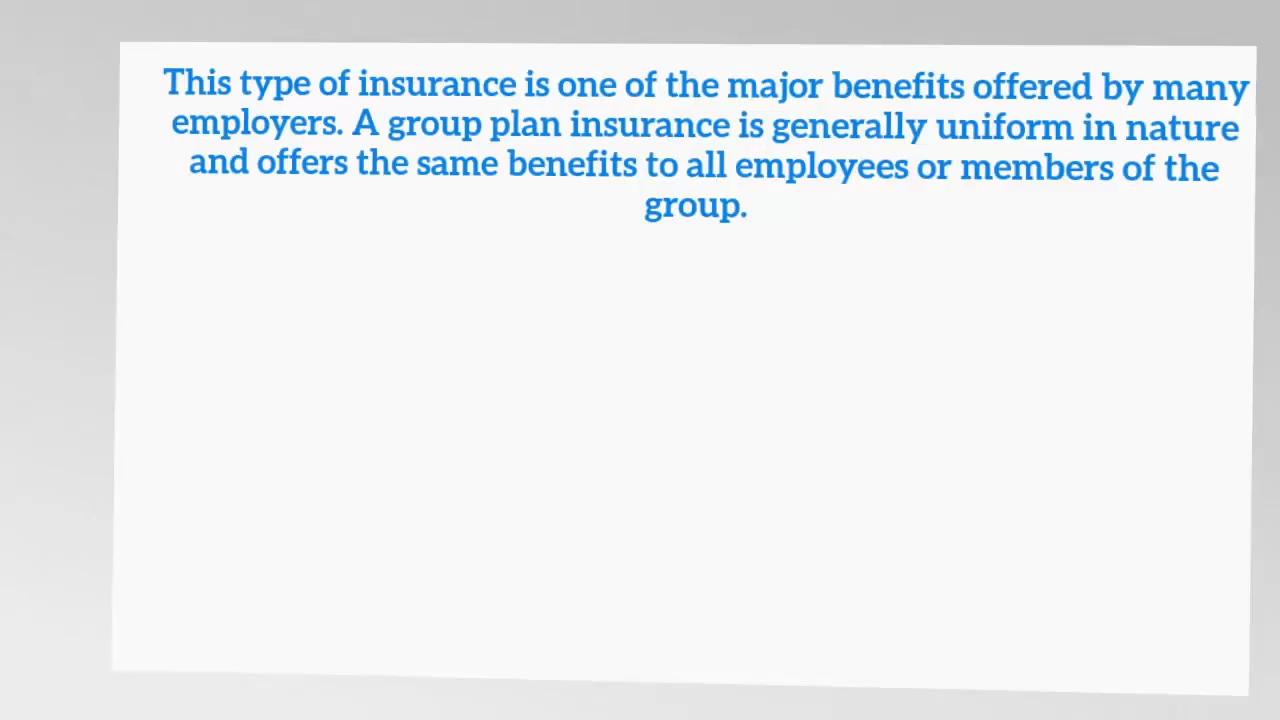 This type of insurance is one of the major benefits offered by many
employers. A group plan insurance is generally uniform in nature
and offers the same benefits to all employees or members of the
group.